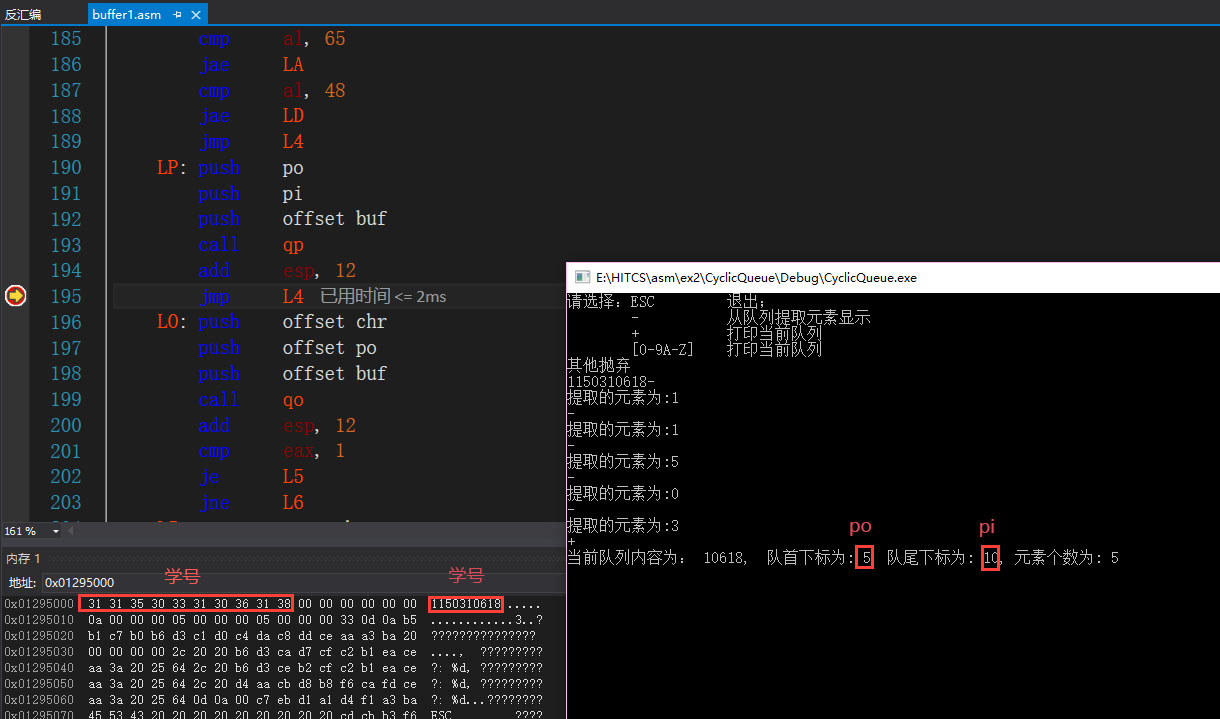 反汇编 buffer1.asm
185 cmp al, 65
186 jae LA
187 cmp al, 48
188 jae LD
189 jmp L4
190 LP: push po
191 push pi
192 push offset buf
193 call qp
194 add esp, 12
195 jmp L4 已用时间 <= 2ms
196 LO: push offset chr
197 push offset po
198 push offset buf
199 call qo
200 add esp, 12
201 cmp eax, 1
202 jc L5
203 jnc L6
161 %
内存 1
地址: 0x01295000
学号 学号
0x01295000 31 31 35 30 33 31 30 36 31 38 00 00 00 00 00 00 1150310618......
0x01295010 0a 00 00 00 05 00 00 00 05 00 00 00 33 0d 0a b5 ............3..?
0x01295020 b1 c7 b0 b6 d3 c1 d0 c4 da c8 dd ce aa a3 ba 20 ???????????????
0x01295030 00 00 00 00 2c 20 20 b6 d3 ca d7 cf c2 b1 ea ce ....,  ?????????
0x01295040 aa 3a 20 25 64 2c 20 b6 d3 ce b2 cf c2 b1 ea ce ?: %d, ?????????
0x01295050 aa 3a 20 25 64 2c 20 d4 aa cb d8 b8 f6 ca fd ce ?: %d, ?????????
0x01295060 aa 3a 20 25 64 0d 0a 00 c7 eb d1 a1 d4 f1 a3 ba ?: %d...????????
0x01295070 45 53 43 20 20 20 20 20 20 20 20 20 cd cb b3 f6 ESC         ????
E:\HITCS\asm\ex2\CyclicQueue\Debug\CyclicQueue.exe
请选择: ESC 退出;
- 从队列提取元素显示
+ 打印当前队列
[0-9A-Z] 打印当前队列
其他抛弃
1150310618-
提取的元素为:1
-
提取的元素为:1
-
提取的元素为:5
-
提取的元素为:0
-
提取的元素为:3
+
po pi
当前队列内容为: 10618, 队首下标为: 5 队尾下标为: 10, 元素个数为: 5